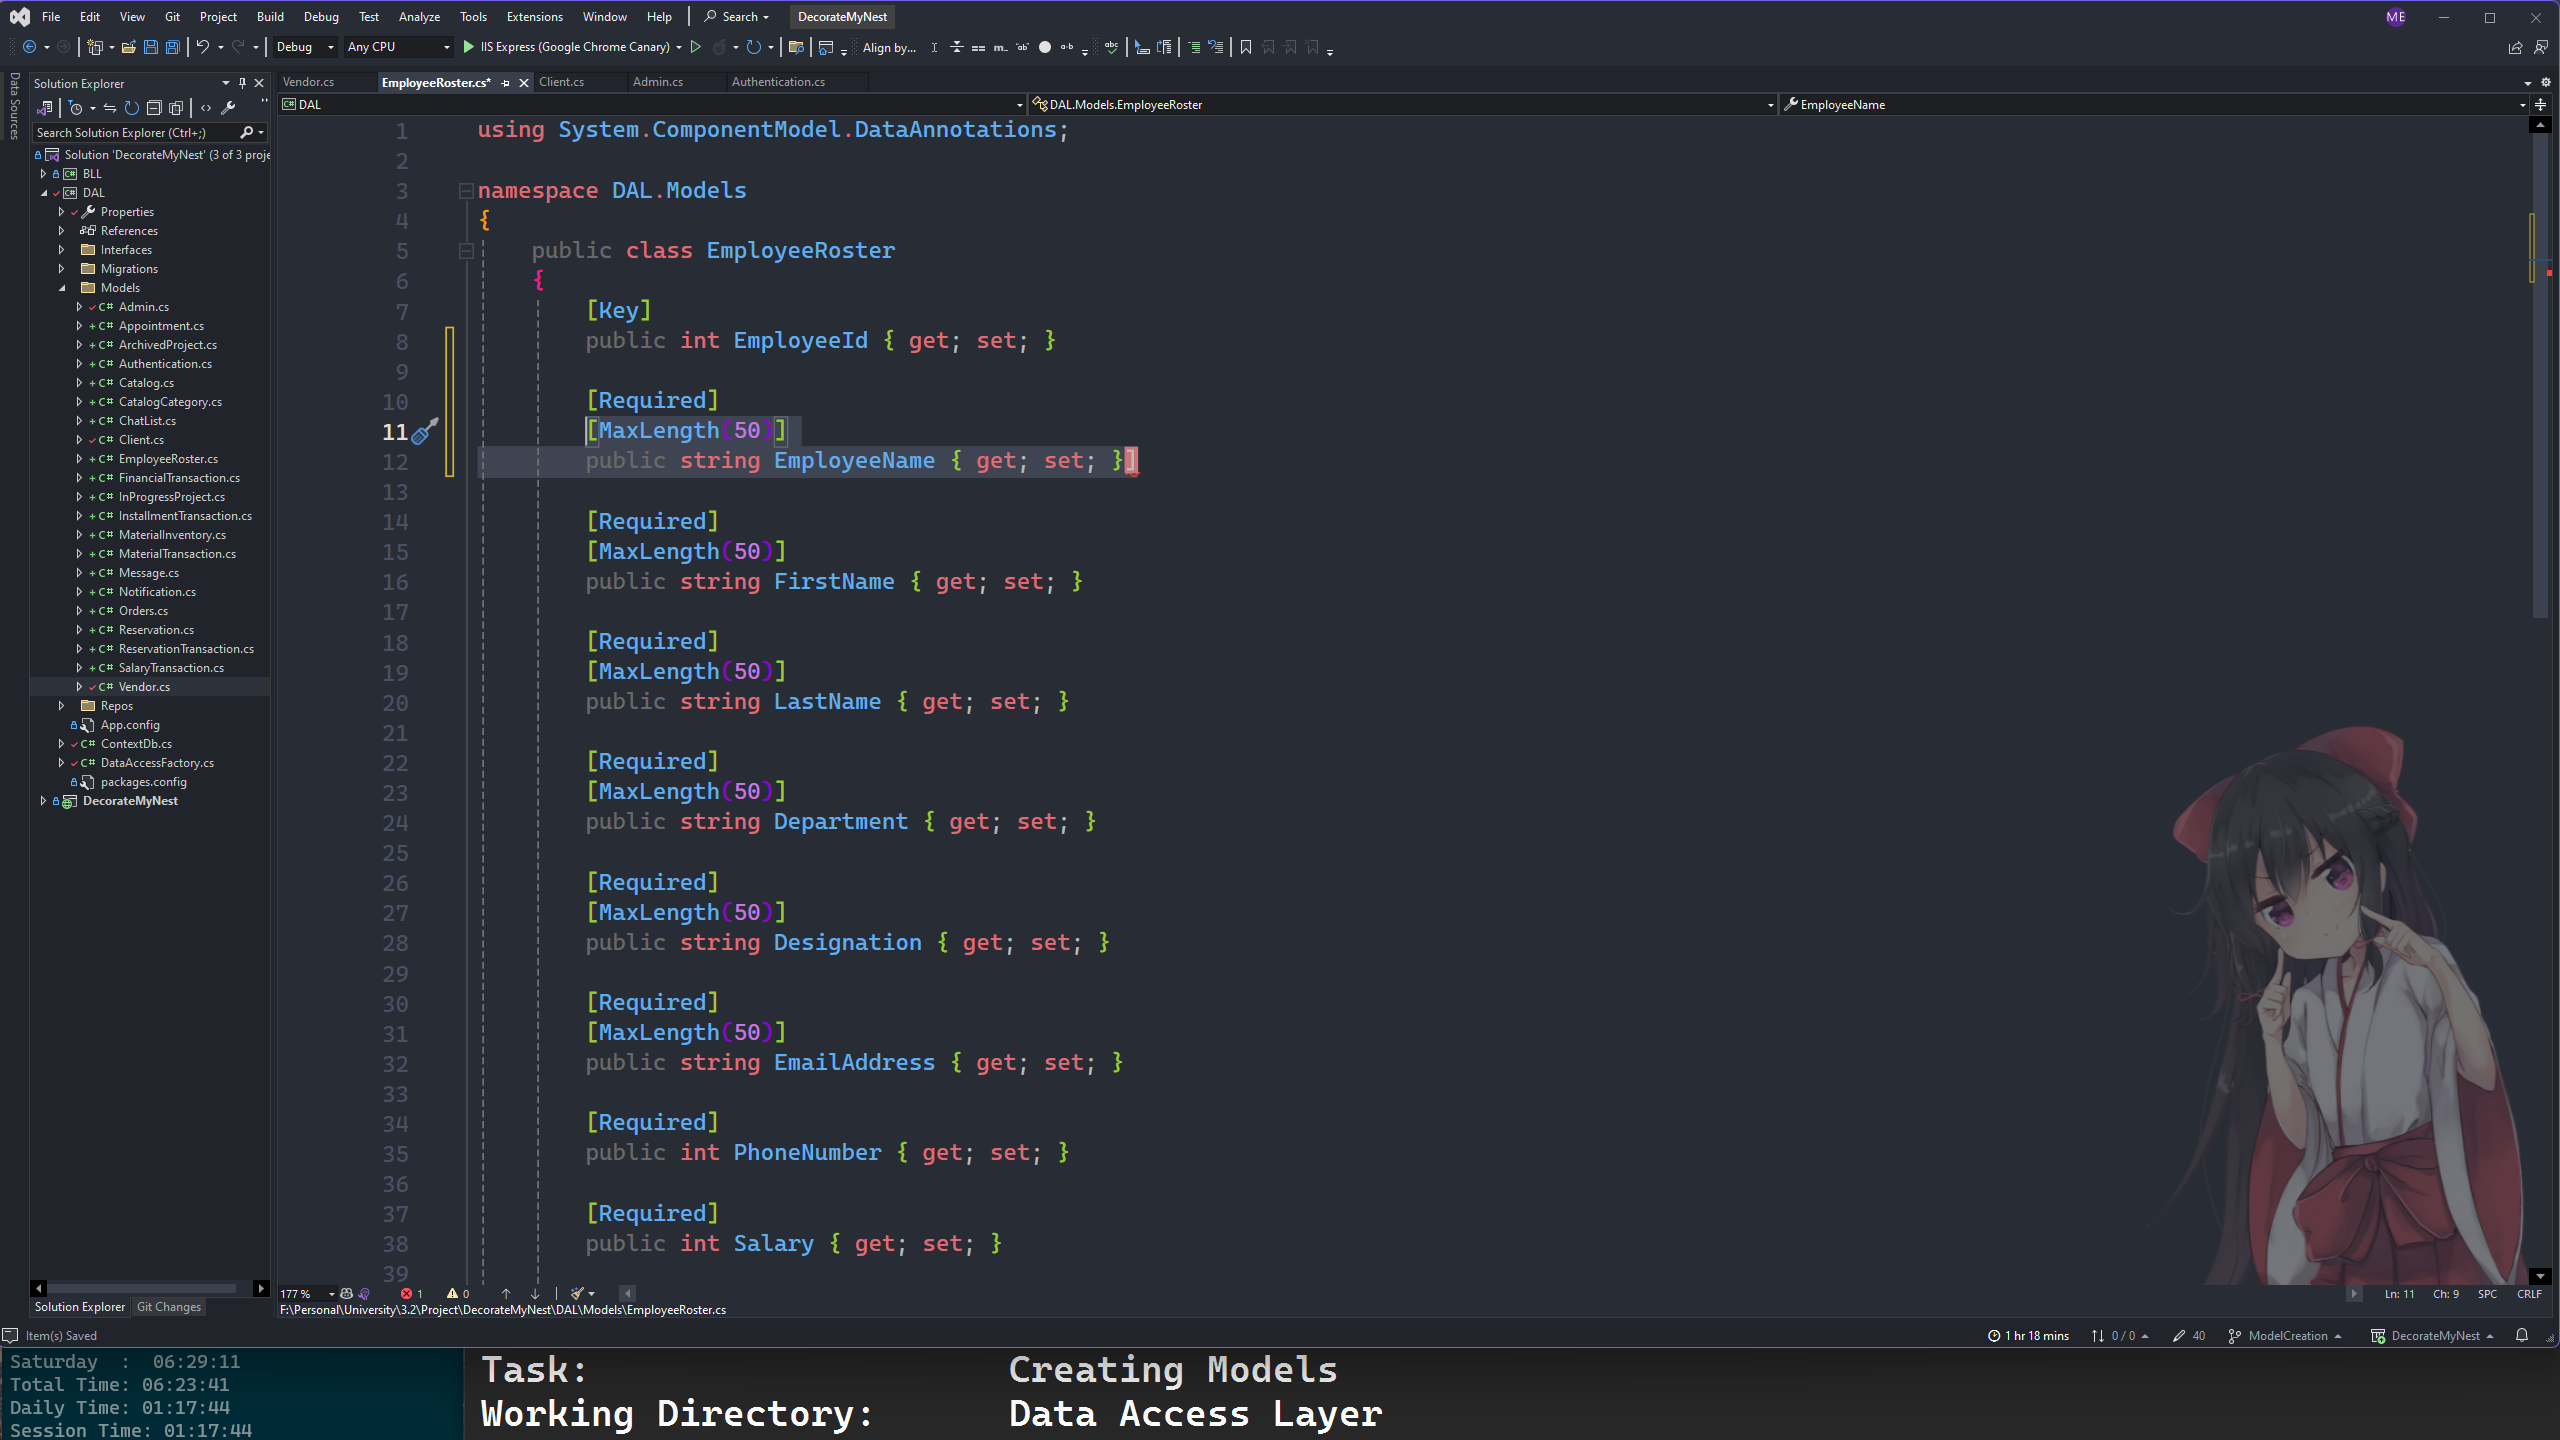 File Edit View Git Project Build Debug Test Analyze Tools Extensions Window Help Search DecorateMyNest ME
Debug Any CPU IIS Express (Google Chrome Canary) Align by...
Data Sources
Solution Explorer
Search Solution Explorer (Ctrl+;)
Solution 'DecorateMyNest' (3 of 3 proje
BLL
DAL
Properties
References
Interfaces
Migrations
Models
C# Admin.cs
C# Appointment.cs
C# ArchivedProject.cs
C# Authentication.cs
C# Catalog.cs
C# CatalogCategory.cs
C# ChatList.cs
C# Client.cs
C# EmployeeRoster.cs
C# FinancialTransaction.cs
C# InProgressProject.cs
C# InstallmentTransaction.cs
C# MaterialInventory.cs
C# MaterialTransaction.cs
C# Message.cs
C# Notification.cs
C# Orders.cs
C# Reservation.cs
C# ReservationTransaction.cs
C# SalaryTransaction.cs
C# Vendor.cs
Repos
App.config
C# ContextDb.cs
C# DataAccessFactory.cs
packages.config
DecorateMyNest
Solution Explorer Git Changes
Vendor.cs EmployeeRoster.cs* Client.cs Admin.cs Authentication.cs
DAL DAL.Models.EmployeeRoster EmployeeName
1 using System.ComponentModel.DataAnnotations;
2
3 namespace DAL.Models
4 {
5 public class EmployeeRoster
6 {
7 [Key]
8 public int EmployeeId { get; set; }
9
10 [Required]
11 [MaxLength(50)]
12 public string EmployeeName { get; set; }]
13
14 [Required]
15 [MaxLength(50)]
16 public string FirstName { get; set; }
17
18 [Required]
19 [MaxLength(50)]
20 public string LastName { get; set; }
21
22 [Required]
23 [MaxLength(50)]
24 public string Department { get; set; }
25
26 [Required]
27 [MaxLength(50)]
28 public string Designation { get; set; }
29
30 [Required]
31 [MaxLength(50)]
32 public string EmailAddress { get; set; }
33
34 [Required]
35 public int PhoneNumber { get; set; }
36
37 [Required]
38 public int Salary { get; set; }
39
177 % 1 0 Ln: 11 Ch: 9 SPC CRLF
F:\Personal\University\3.2\Project\DecorateMyNest\DAL\Models\EmployeeRoster.cs
Item(s) Saved 1 hr 18 mins 0 / 0 40 ModelCreation DecorateMyNest
Saturday : 06:29:11
Total Time: 06:23:41
Daily Time: 01:17:44
Session Time: 01:17:44
Task: Creating Models
Working Directory: Data Access Layer